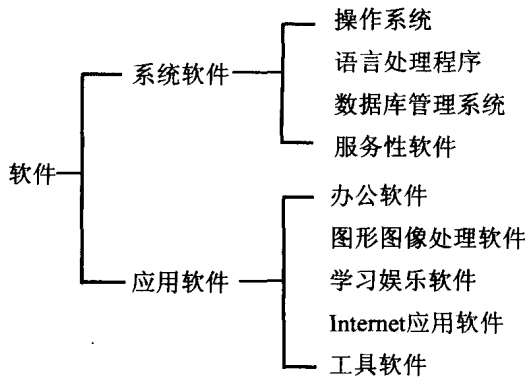 软件
系统软件
操作系统
语言处理程序
数据库管理系统
服务性软件
应用软件
办公软件
图形图像处理软件
学习娱乐软件
Internet应用软件
工具软件